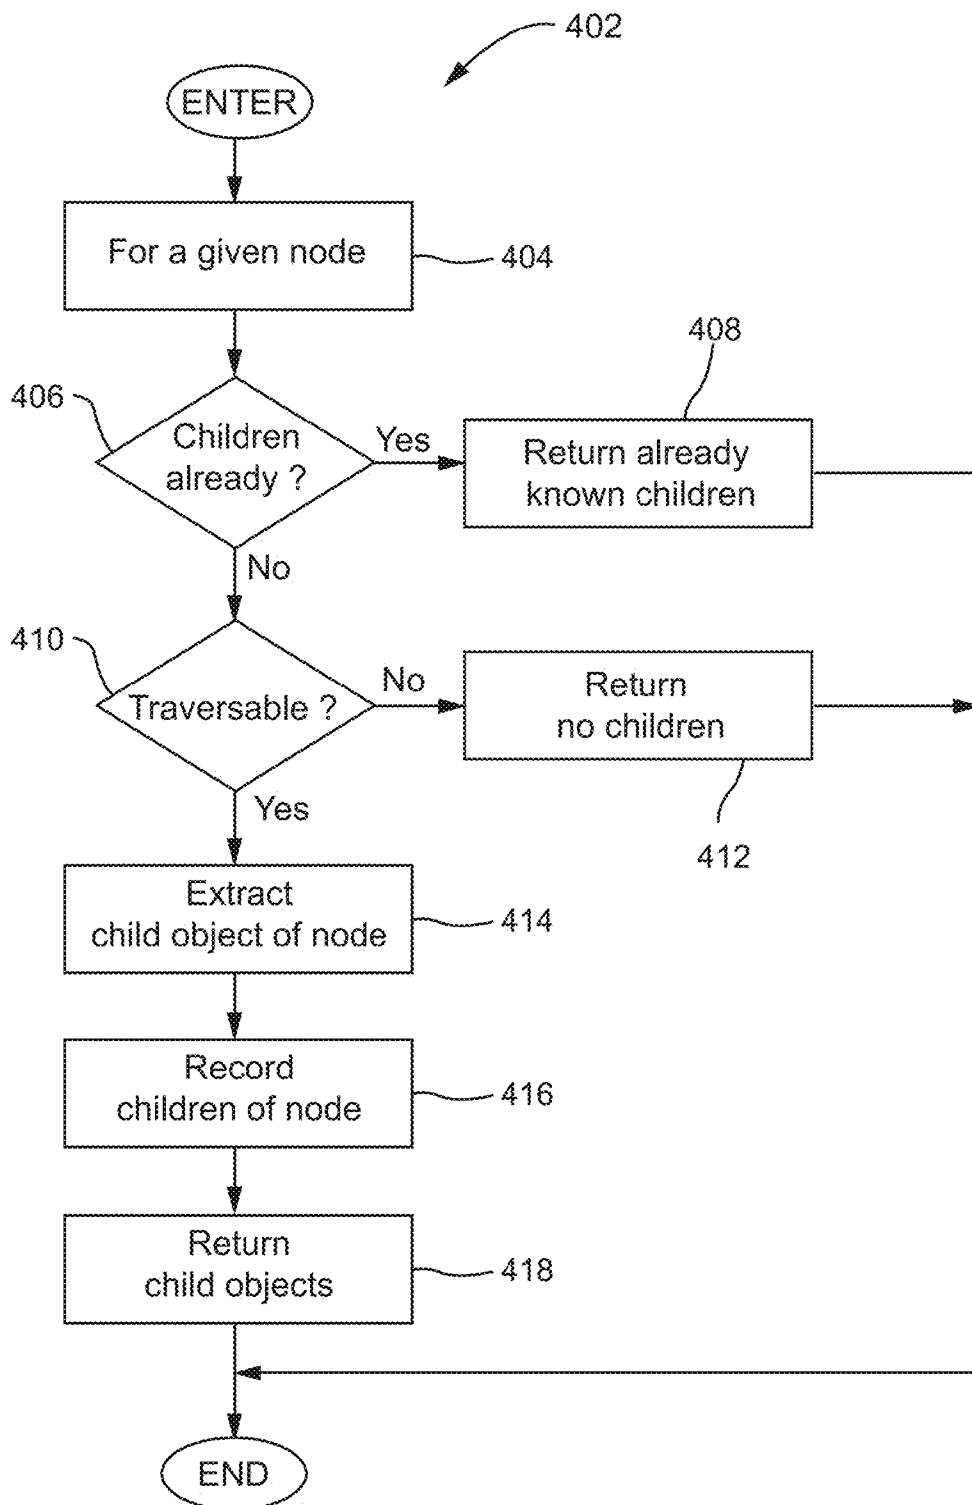 402
ENTER
For a given node
404
408
406
Children
already ?
Yes
Return already
known children
No
410
Traversable ?
No
Return
no children
Yes
412
Extract
child object of node
414
Record
children of node
416
Return
child objects
418
END